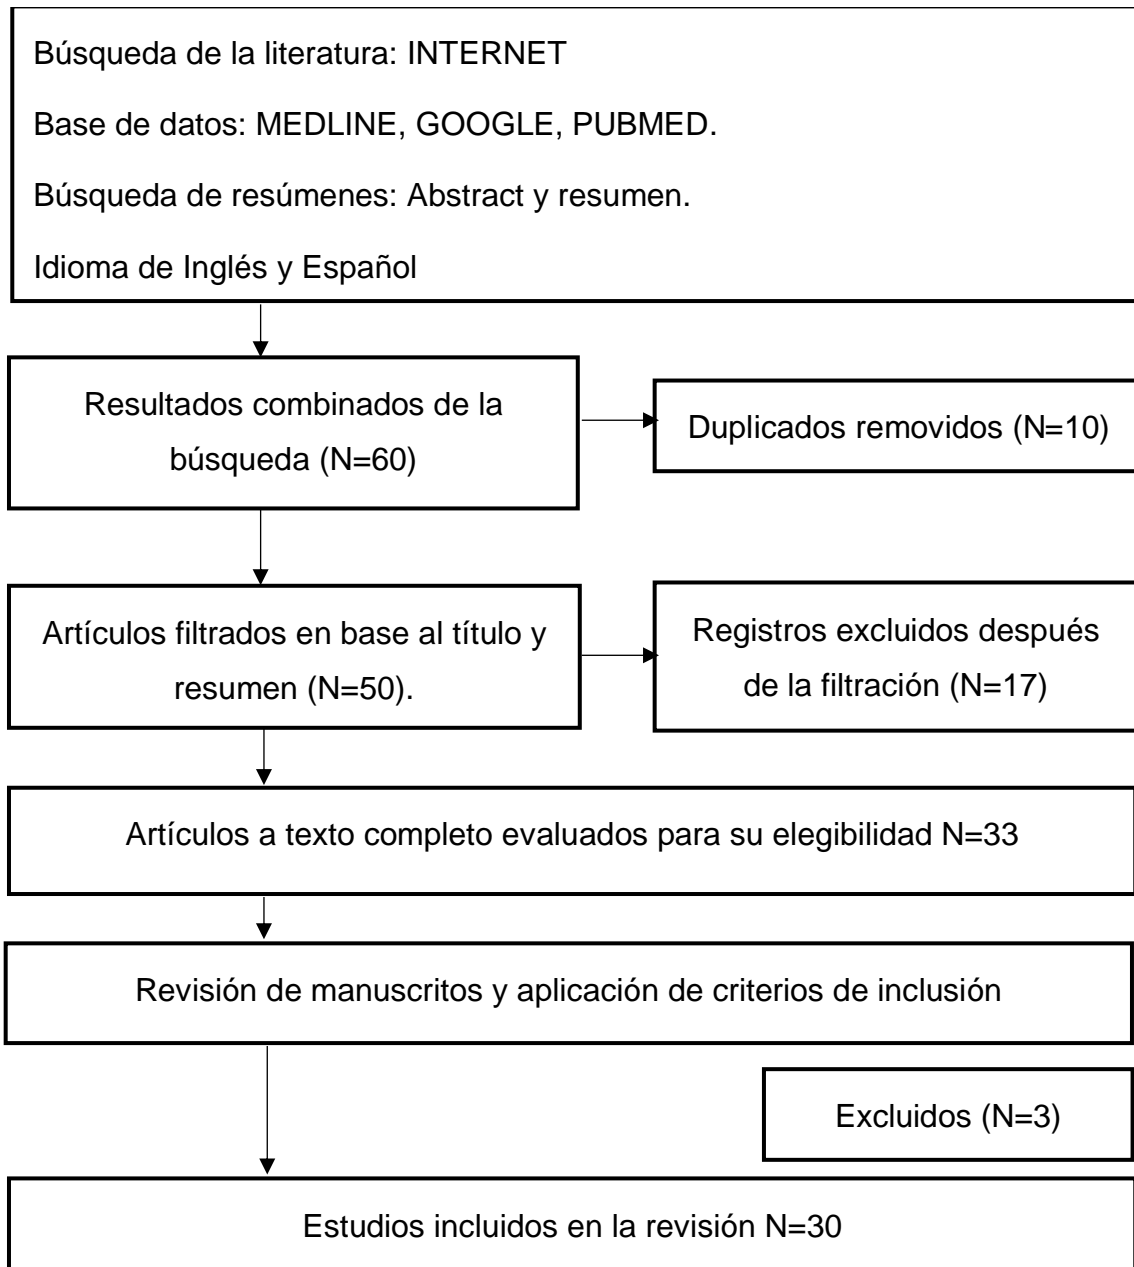 Búsqueda de la literatura: INTERNET
Base de datos: MEDLINE, GOOGLE, PUBMED.
Búsqueda de resúmenes: Abstract y resumen.
Idioma de Inglés y Español
Resultados combinados de la
búsqueda (N=60)
Duplicados removidos (N=10)
Artículos filtrados en base al título y
resumen (N=50).
Registros excluidos después
de la filtración (N=17)
Artículos a texto completo evaluados para su elegibilidad N=33
Revisión de manuscritos y aplicación de criterios de inclusión
Excluidos (N=3)
Estudios incluidos en la revisión N=30